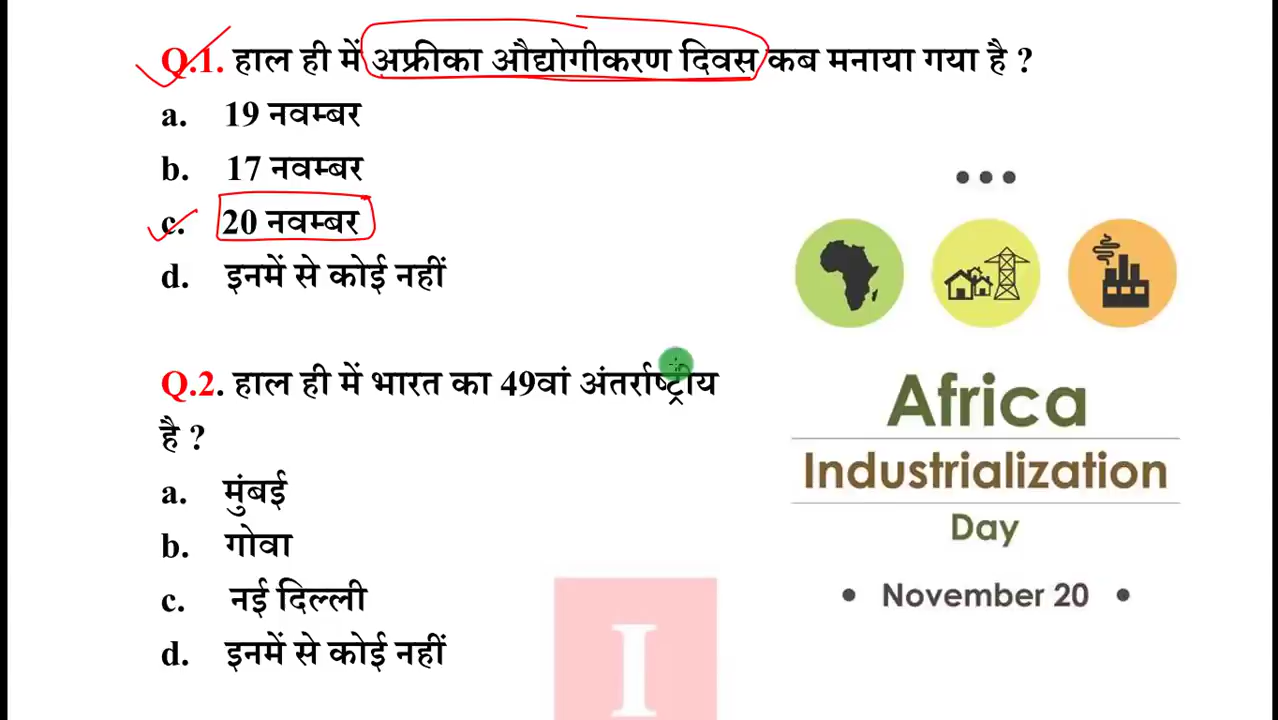 Q.1. हाल ही में अफ्रीका औद्योगीकरण दिवस कब मनाया गया है ?
a. 19 नवम्बर
b. 17 नवम्बर
c. 20 नवम्बर
d. इनमें से कोई नहीं
Q.2. हाल ही में भारत का 49वां अंतर्राष्ट्रीय
है ?
a. मुंबई
b. गोवा
c. नई दिल्ली
d. इनमें से कोई नहीं
Africa
Industrialization
Day
• November 20 •
I